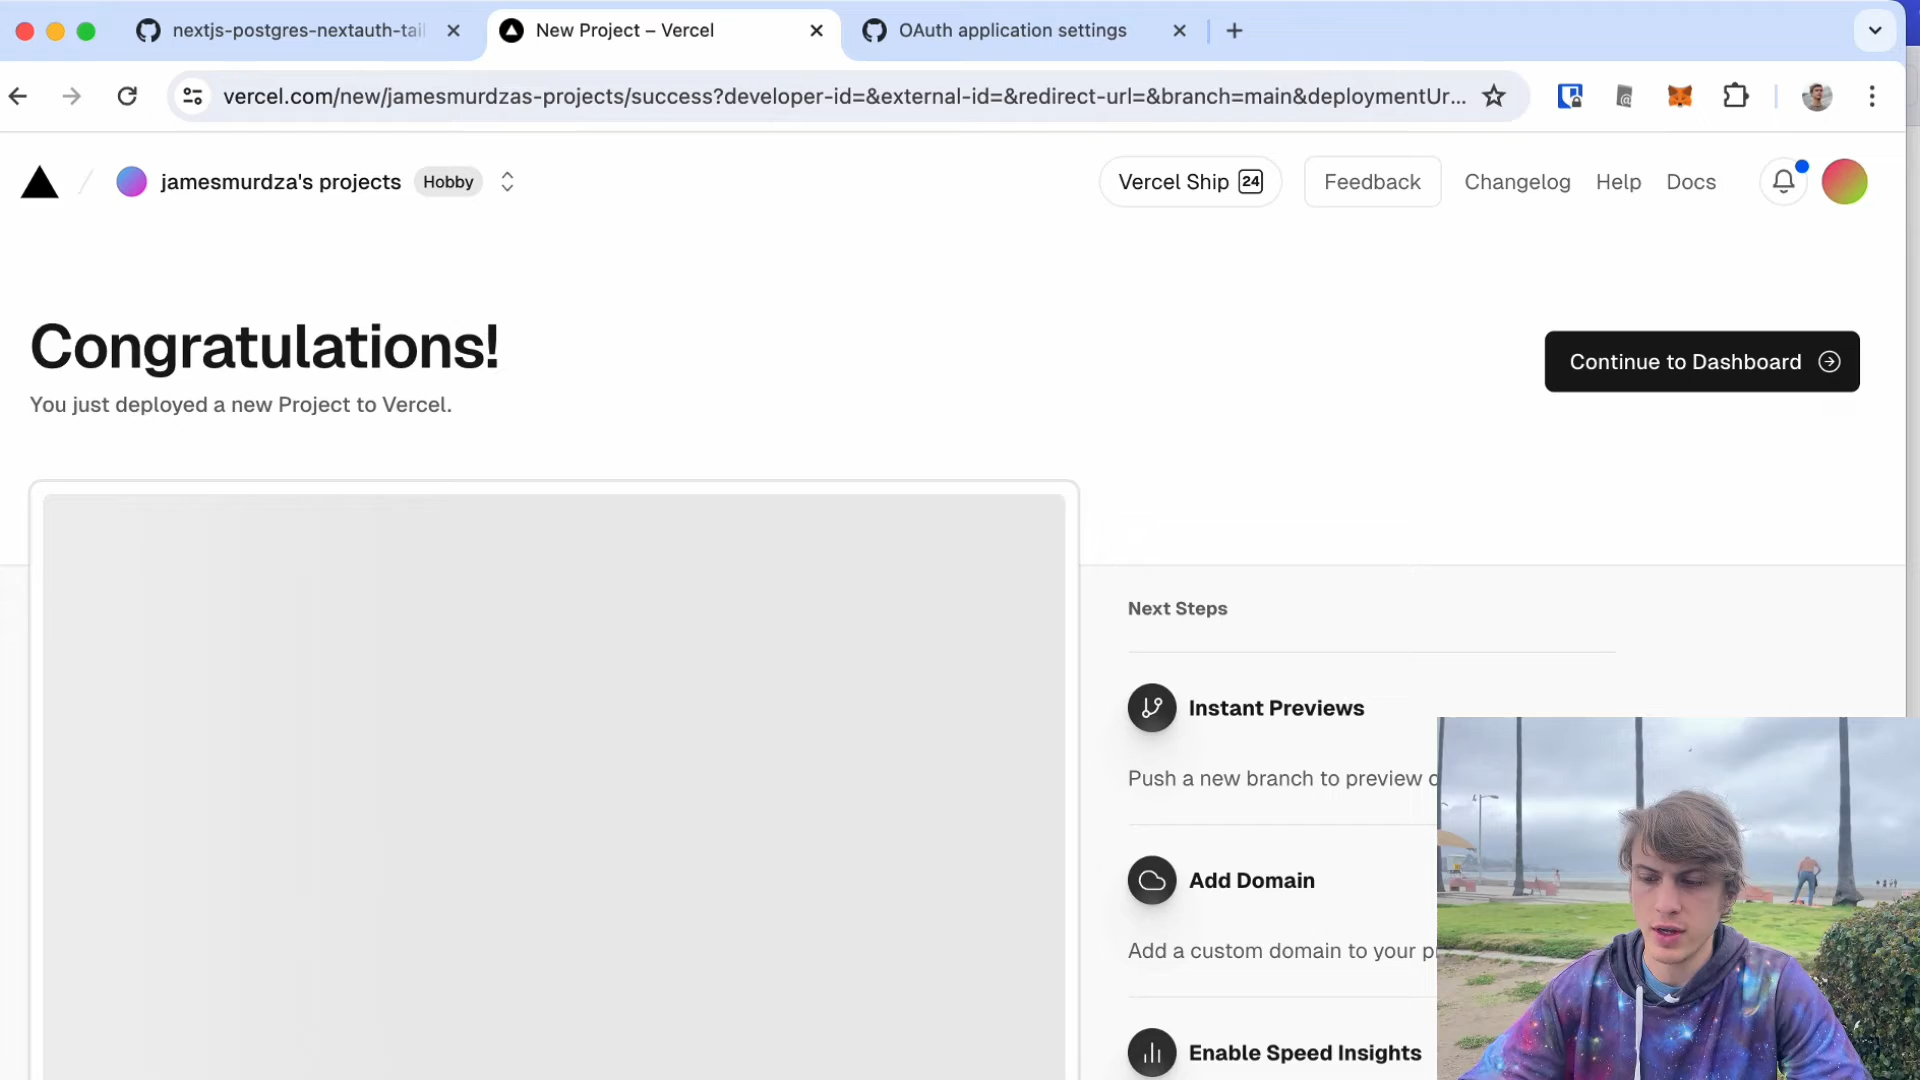 nextjs-postgres-nextauth-tail
New Project – Vercel
OAuth application settings
vercel.com/new/jamesmurdzas-projects/success?developer-id=&external-id=&redirect-url=&branch=main&deploymentUr...
jamesmurdza's projects
Hobby
Vercel Ship 24
Feedback
Changelog
Help
Docs
Congratulations!
You just deployed a new Project to Vercel.
Continue to Dashboard
Next Steps
Instant Previews
Push a new branch to preview
Add Domain
Add a custom domain to your
Enable Speed Insights